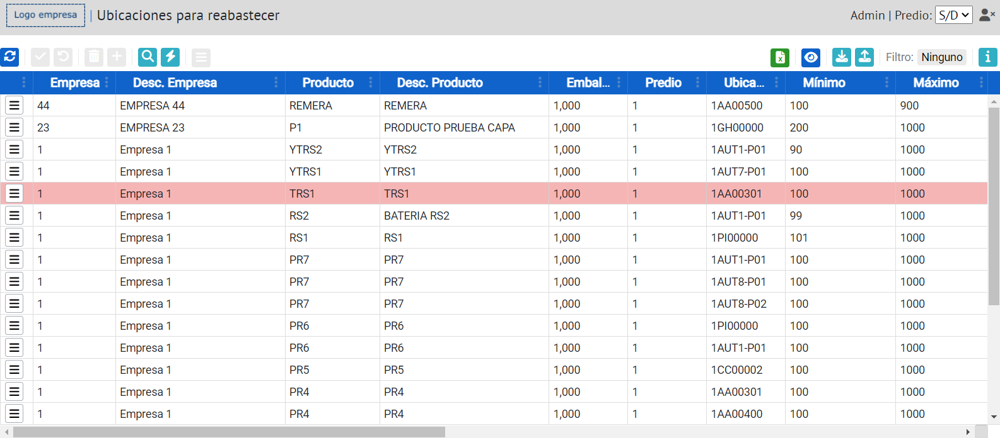 Logo empresa | Ubicaciones para reabastecer Admin | Predio: S/D
Filtro: Ninguno
Empresa Desc. Empresa Producto Desc. Producto Embal... Predio Ubica... Mínimo Máximo
44 EMPRESA 44 REMERA REMERA 1,000 1 1AA00500 100 900
23 EMPRESA 23 P1 PRODUCTO PRUEBA CAPA 1,000 1 1GH00000 200 1000
1 Empresa 1 YTRS2 YTRS2 1,000 1 1AUT1-P01 90 1000
1 Empresa 1 YTRS1 YTRS1 1,000 1 1AUT7-P01 100 1000
1 Empresa 1 TRS1 TRS1 1,000 1 1AA00301 100 1000
1 Empresa 1 RS2 BATERIA RS2 1,000 1 1AUT1-P01 99 1000
1 Empresa 1 RS1 RS1 1,000 1 1PI00000 101 1000
1 Empresa 1 PR7 PR7 1,000 1 1AUT1-P01 100 1000
1 Empresa 1 PR7 PR7 1,000 1 1AUT8-P01 100 1000
1 Empresa 1 PR7 PR7 1,000 1 1AUT8-P02 100 1000
1 Empresa 1 PR6 PR6 1,000 1 1PI00000 100 1000
1 Empresa 1 PR6 PR6 1,000 1 1AUT1-P01 100 1000
1 Empresa 1 PR5 PR5 1,000 1 1CC00002 100 1000
1 Empresa 1 PR4 PR4 1,000 1 1AA00301 100 1000
1 Empresa 1 PR4 PR4 1,000 1 1AA00400 100 1000